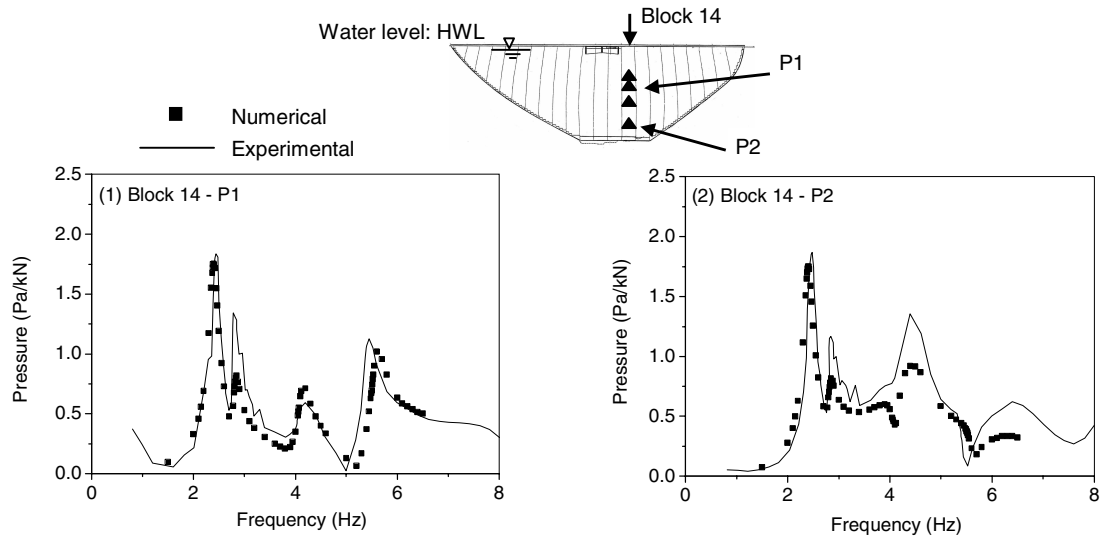 Block 14
Water level: HWL
P1
P2
Numerical
Experimental
(1) Block 14 - P1
2.5
2.0
1.5
1.0
0.5
0.0
Pressure (Pa/kN)
0 2 4 6 8
Frequency (Hz)
(2) Block 14 - P2
2.5
2.0
1.5
1.0
0.5
0.0
Pressure (Pa/kN)
0 2 4 6 8
Frequency (Hz)